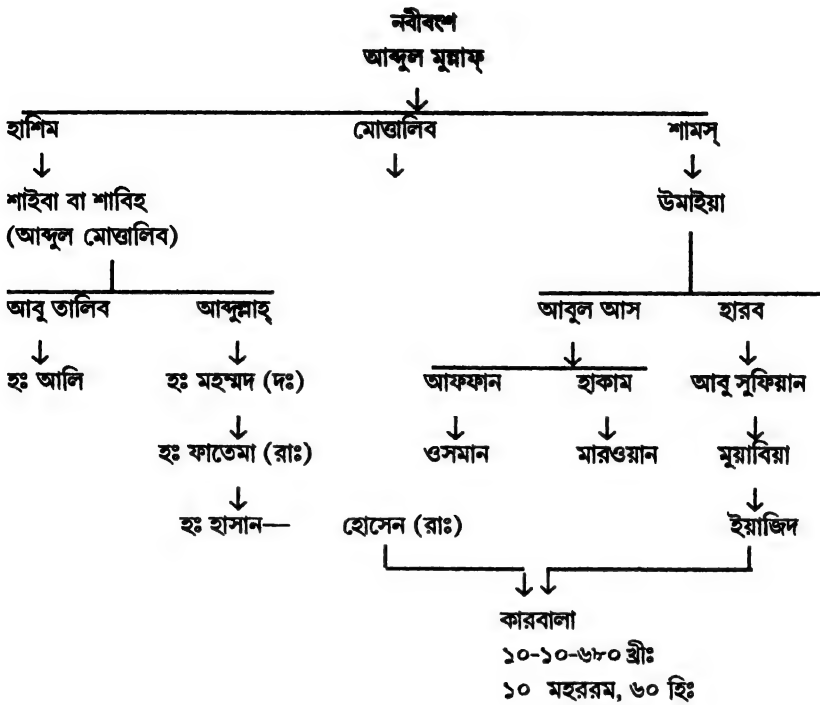 নবীবংশ
আব্দুল মুন্নাফ্
হাশিম মোত্তালিব শামস্
শাইবা বা শাবিহ উমাইয়া
(আব্দুল মোত্তালিব)
আবু তালিব আব্দুল্লাহ্ আবুল আস হারব
হঃ আলি হঃ মহম্মদ (দঃ) আফফান হাকাম আবু সুফিয়ান
হঃ ফাতেমা (রাঃ) ওসমান মারওয়ান মুয়াবিয়া
হঃ হাসান— হোসেন (রাঃ) ইয়াজিদ
কারবালা
১০-১০-৬৮০ খ্রীঃ
১০ মহররম, ৬০ হিঃ